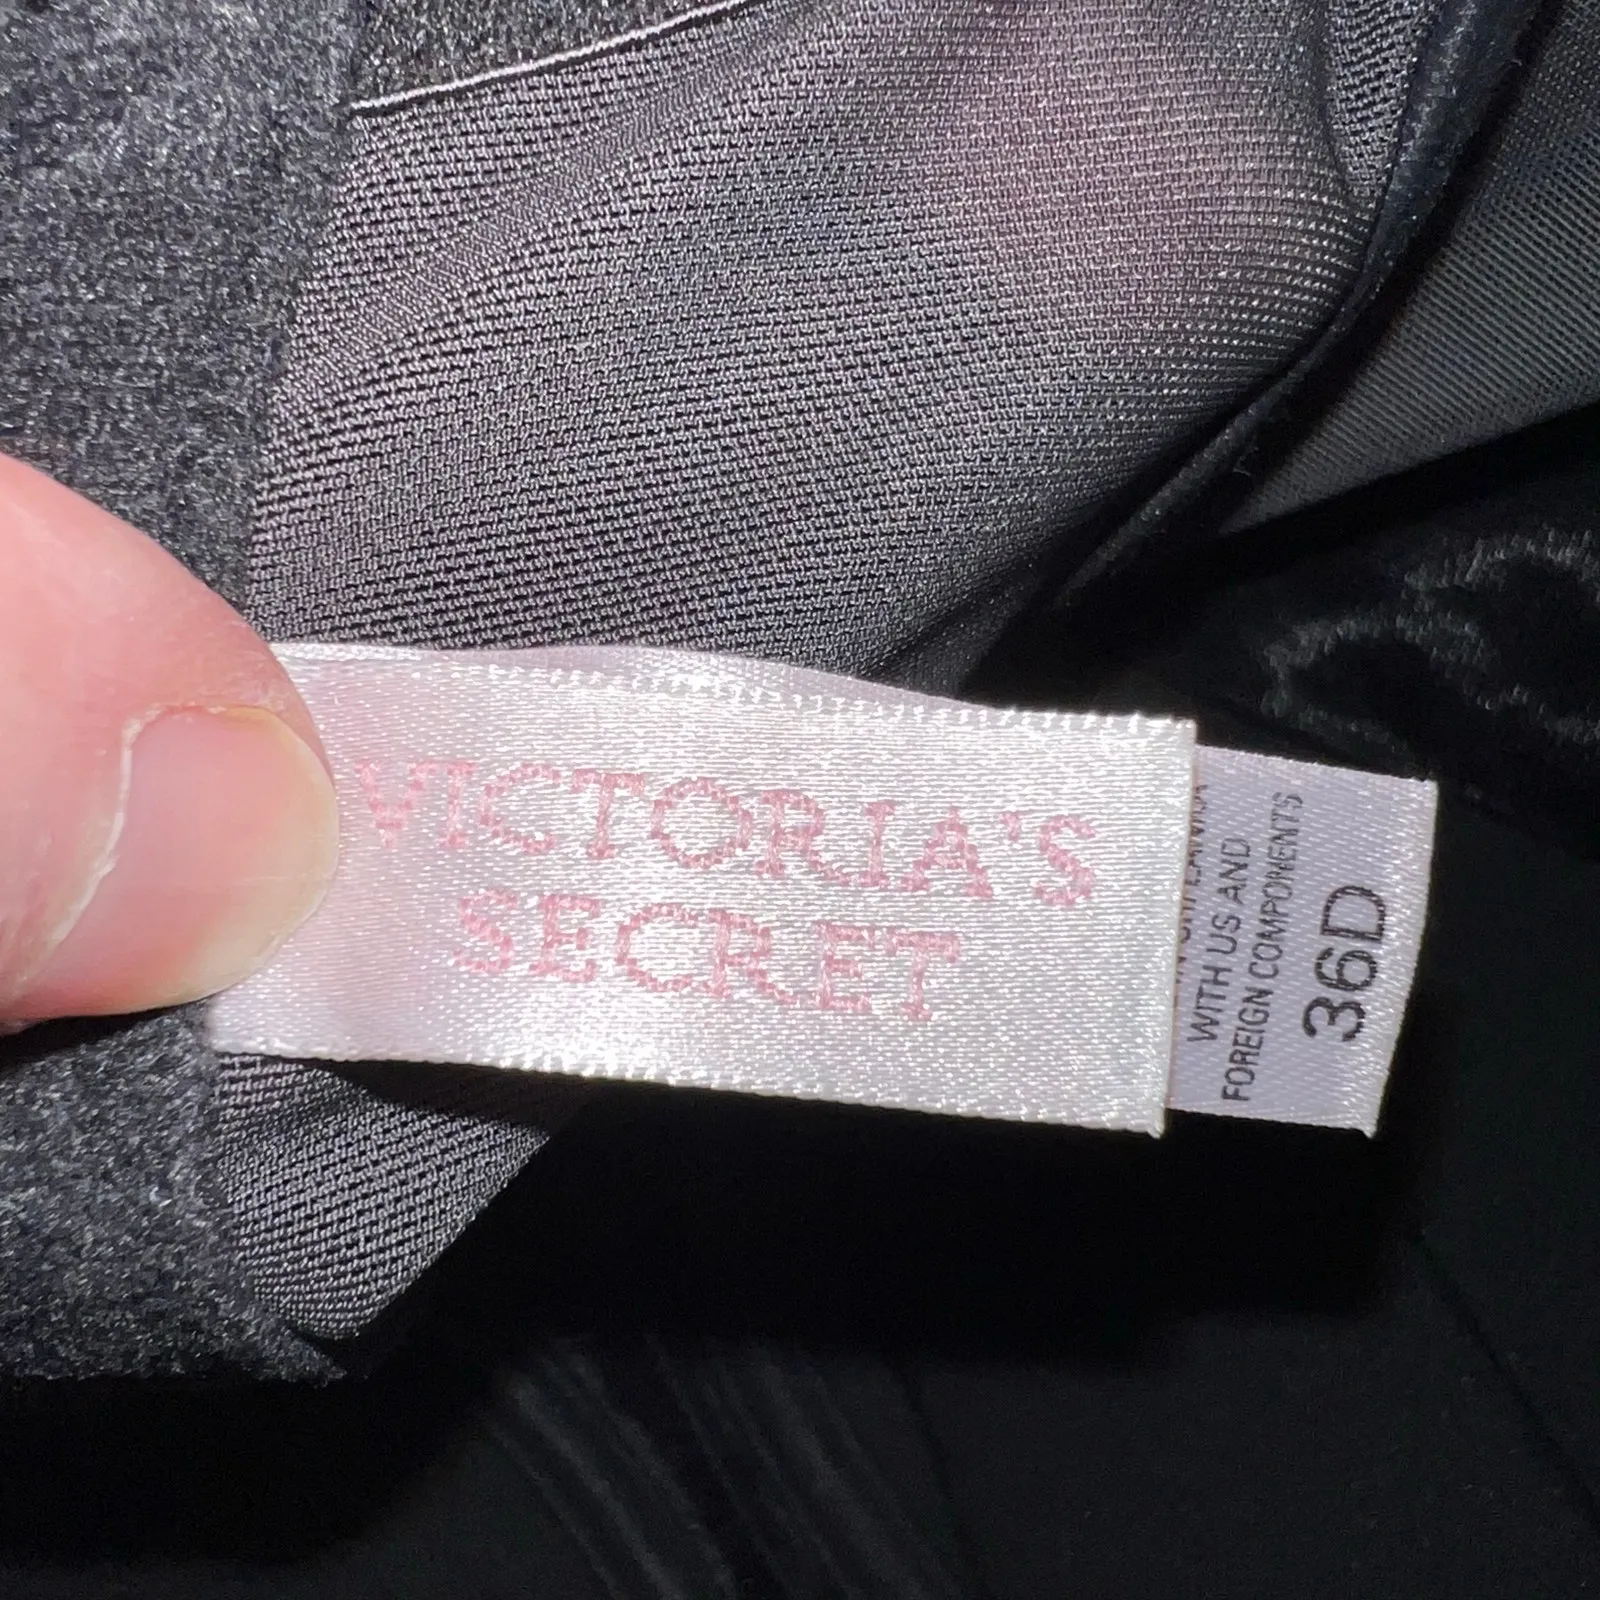 VICTORIA'S
SECRET
WITH US AND
FOREIGN COMPONENTS
36D